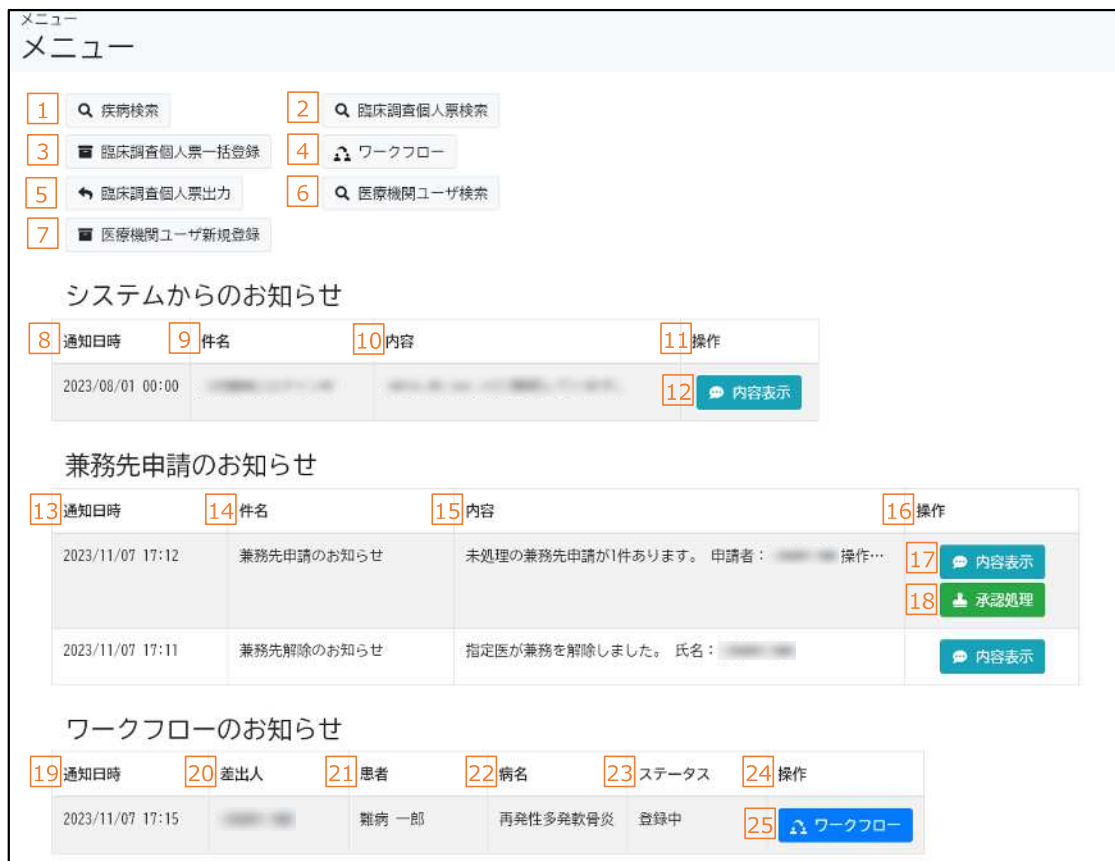 メニュー
メニュー
1 疾病検索 2 臨床調査個人票検索
3 臨床調査個人票一括登録 4 ワークフロー
5 臨床調査個人票出力 6 医療機関ユーザ検索
7 医療機関ユーザ新規登録
システムからのお知らせ
8 通知日時 9 件名 10 内容 11 操作
2023/08/01 00:00 12 内容表示
兼務先申請のお知らせ
13 通知日時 14 件名 15 内容 16 操作
2023/11/07 17:12 兼務先申請のお知らせ 未処理の兼務先申請が1件あります。 申請者： 操作… 17 内容表示
18 承認処理
2023/11/07 17:11 兼務先解除のお知らせ 指定医が兼務を解除しました。 氏名： 内容表示
ワークフローのお知らせ
19 通知日時 20 差出人 21 患者 22 病名 23 ステータス 24 操作
2023/11/07 17:15 難病 一郎 再発性多発軟骨炎 登録中 25 ワークフロー